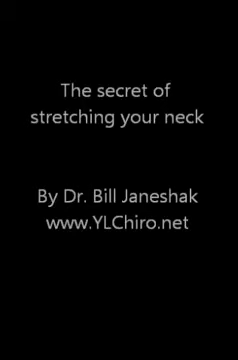 The secret of
stretching your neck
By Dr. Bill Janeshak
www.YLChiro.net